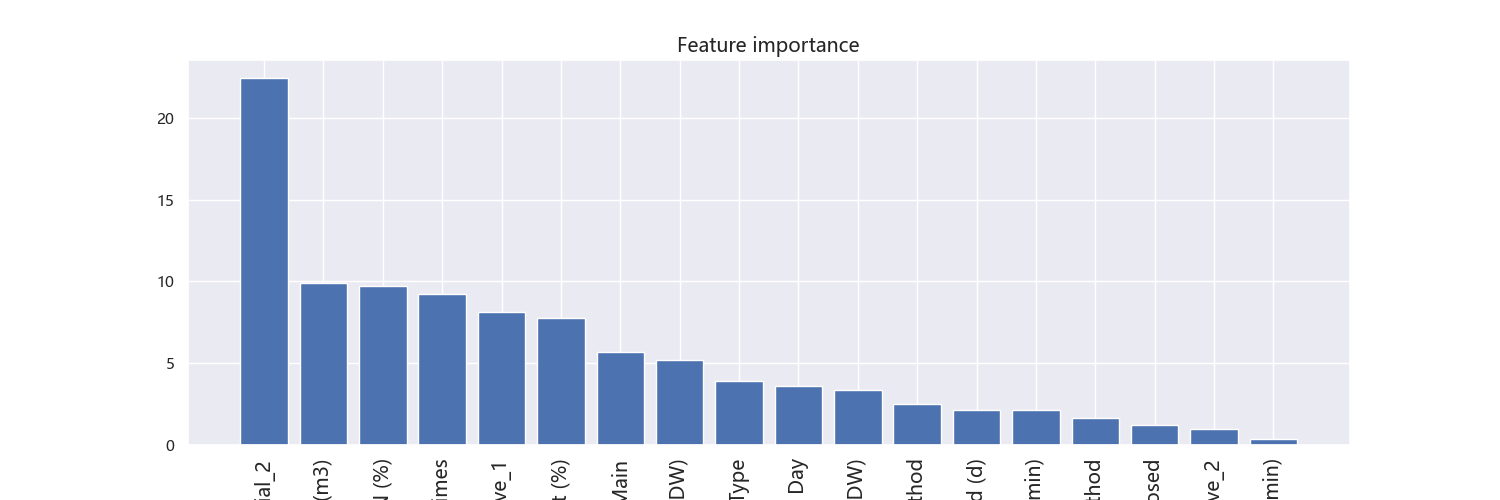 Feature importance
20
15
10
5
0
ial_2
(m3)
(%)
imes
ve_1
t (%)
Main
DW)
Type
Day
DW)
thod
d (d)
min)
thod
osed
ve_2
min)